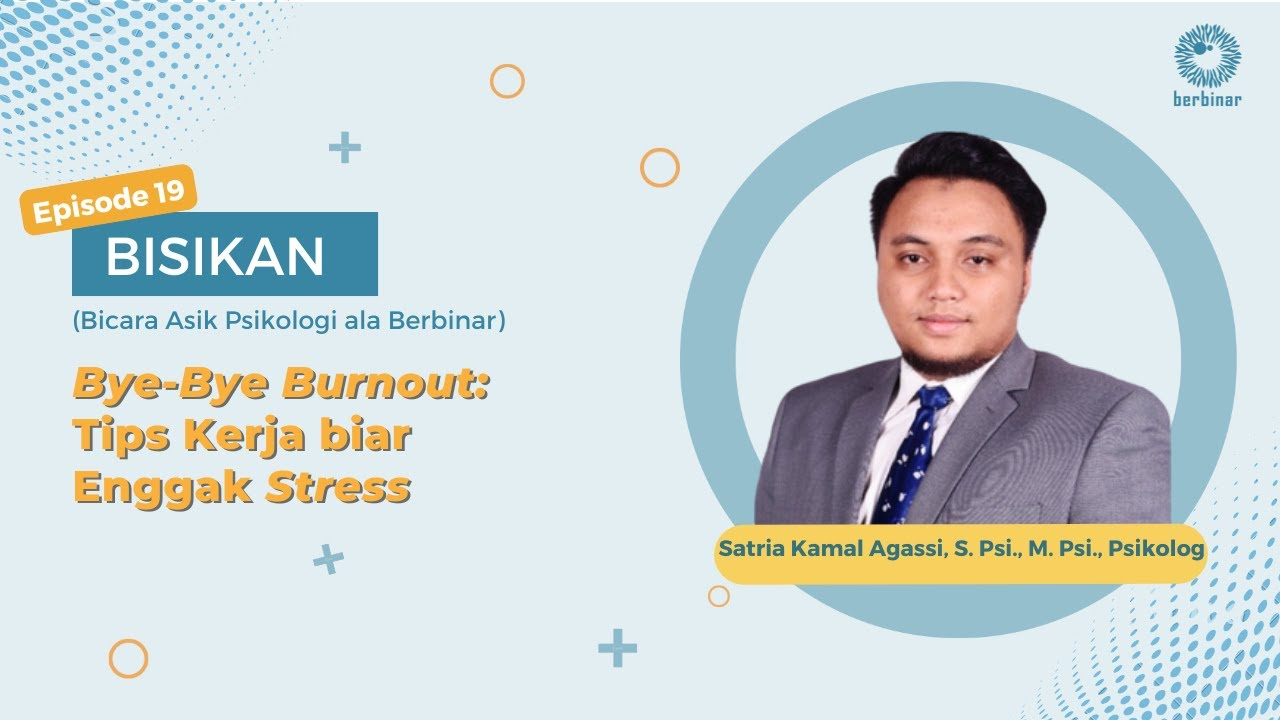 berbinar
Episode 19
BISIKAN
(Bicara Asik Psikologi ala Berbinar)
Bye-Bye Burnout:
Tips Kerja biar
Enggak Stress
Satria Kamal Agassi, S. Psi., M. Psi., Psikolog